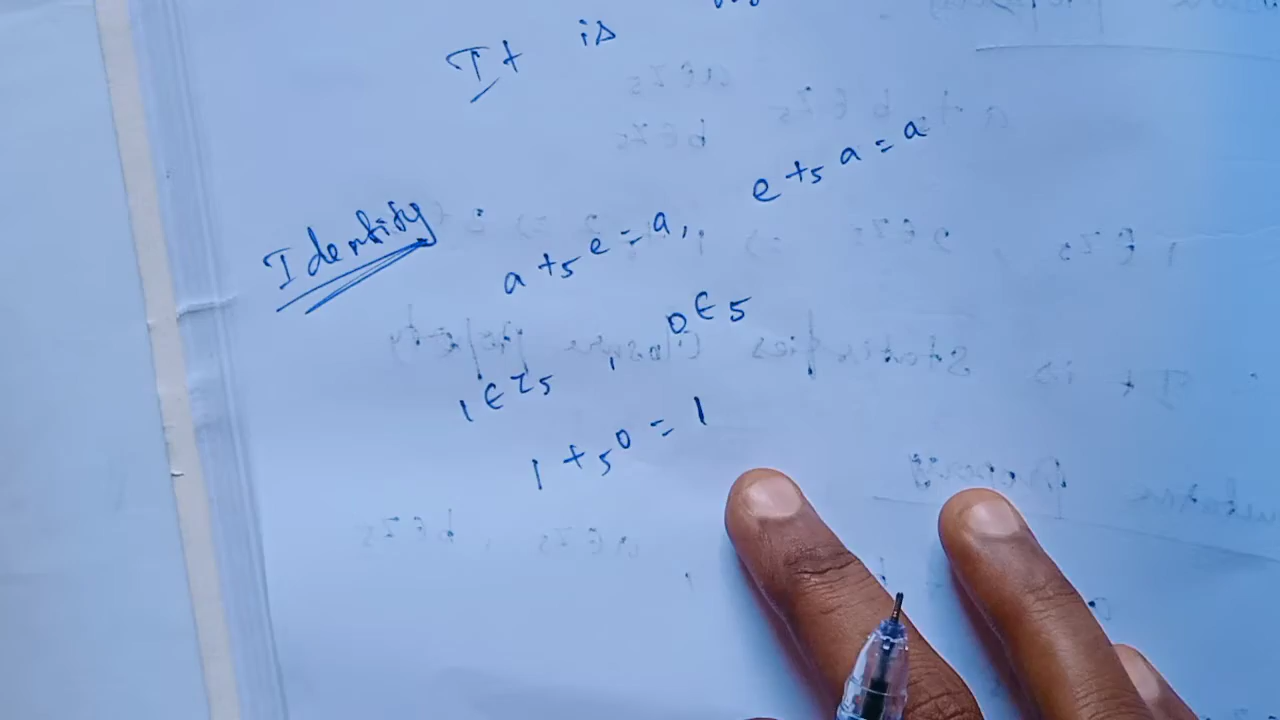 It is
Identity
a +₅ e = a, e +₅ a = a
1 ∈ Z₅, 0 ∈ 5
1 +₅ 0 = 1